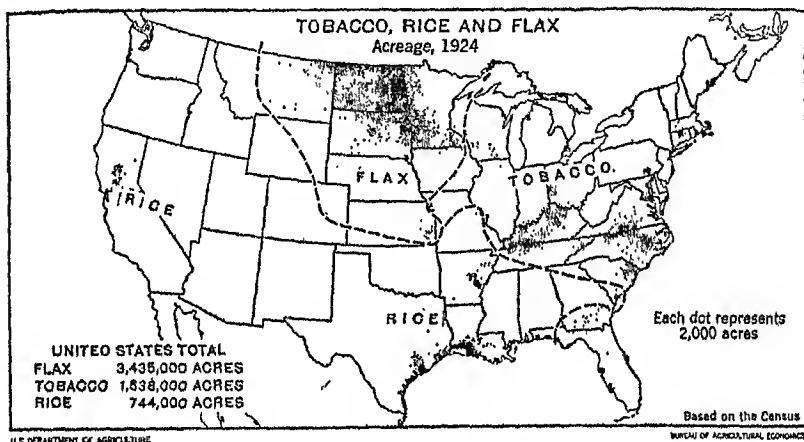 TOBACCO, RICE AND FLAX
Acreage, 1924
FLAX
TOBACCO.
RICE
RICE
Each dot represents
2,000 acres
UNITED STATES TOTAL
FLAX 3,435,000 ACRES
TOBACCO 1,838,000 ACRES
RICE 744,000 ACRES
Based on the Census
U.S. DEPARTMENT OF AGRICULTURE
BUREAU OF AGRICULTURAL ECONOMICS